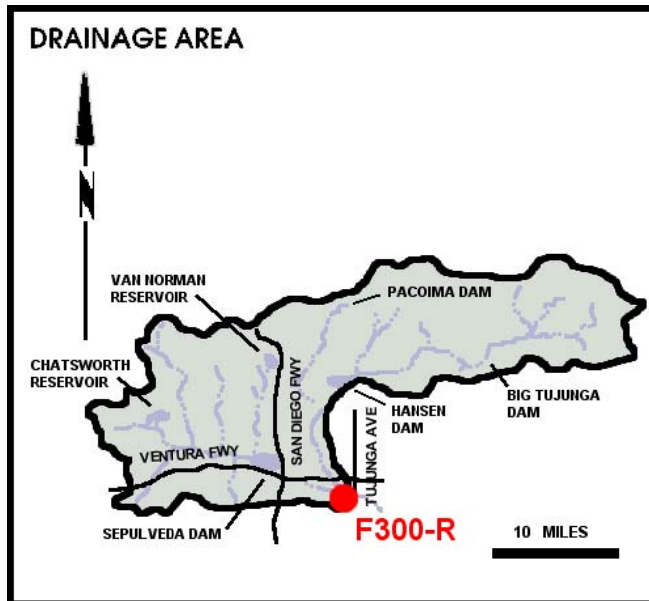 DRAINAGE AREA
N
VAN NORMAN
RESERVOIR
PACOIMA DAM
CHATSWORTH
RESERVOIR
SAN DIEGO FWY
HANSEN
DAM
BIG TUJUNGA
DAM
TUJUNGA AVE
VENTURA FWY
SEPULVEDA DAM
F300-R
10 MILES